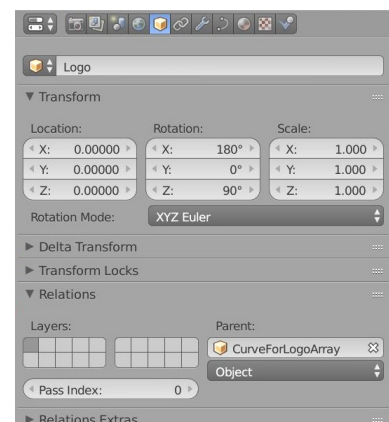 Logo
Transform
Location: Rotation: Scale:
X: 0.00000 X: 180° X: 1.000
Y: 0.00000 Y: 0° Y: 1.000
Z: 0.00000 Z: 90° Z: 1.000
Rotation Mode: XYZ Euler
Delta Transform
Transform Locks
Relations
Layers: Parent:
CurveForLogoArray
Object
Pass Index: 0
Relations Extras